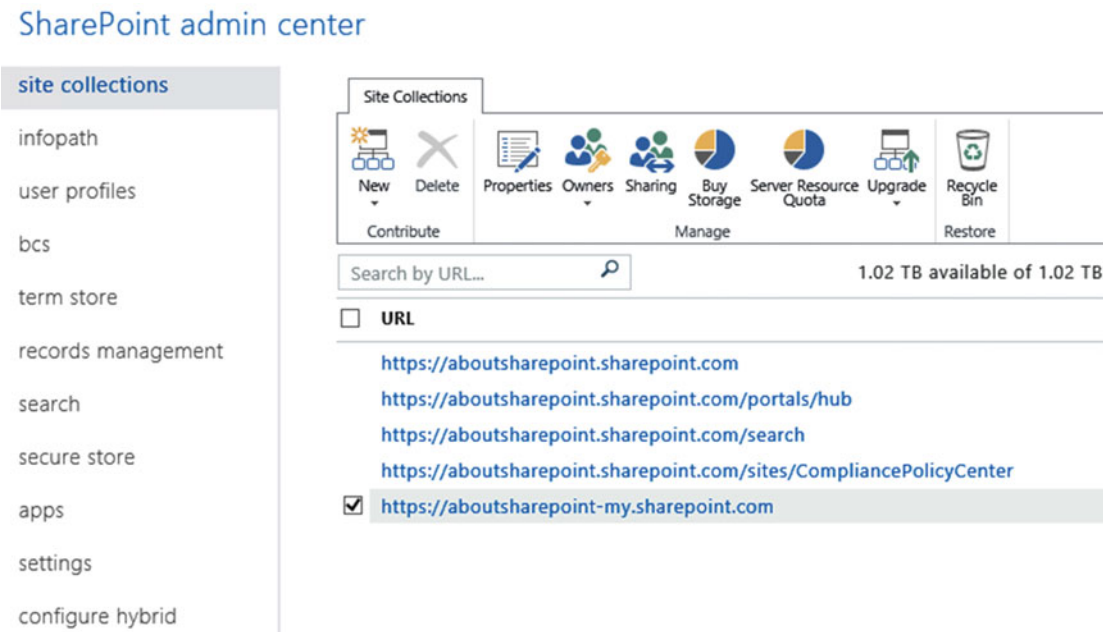 SharePoint admin center
site collections
infopath
user profiles
bcs
term store
records management
search
secure store
apps
settings
configure hybrid
Site Collections
New
Delete
Properties
Owners
Sharing
Buy
Storage
Server Resource
Quota
Upgrade
Recycle
Bin
Contribute
Manage
Restore
Search by URL...
1.02 TB available of 1.02 TB
URL
https://aboutsharepoint.sharepoint.com
https://aboutsharepoint.sharepoint.com/portals/hub
https://aboutsharepoint.sharepoint.com/search
https://aboutsharepoint.sharepoint.com/sites/CompliancePolicyCenter
https://aboutsharepoint-my.sharepoint.com